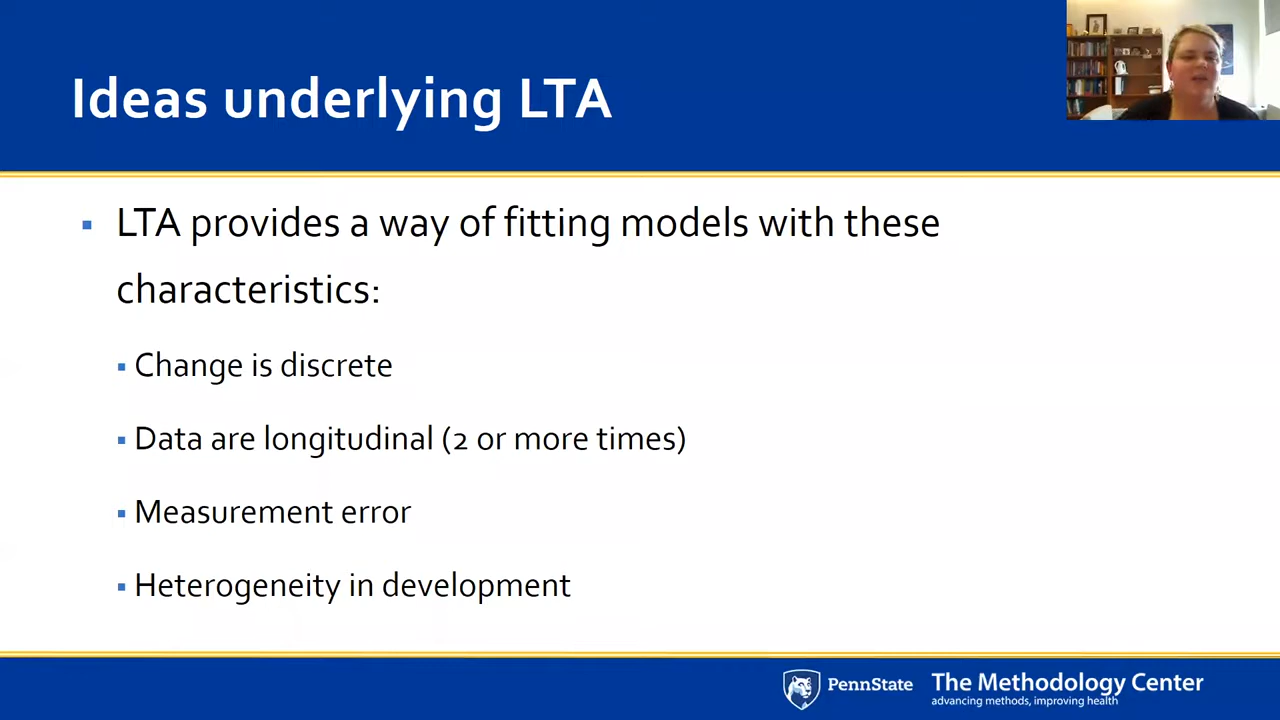 Ideas underlying LTA
LTA provides a way of fitting models with these
characteristics:
Change is discrete
Data are longitudinal (2 or more times)
Measurement error
Heterogeneity in development
PennState
The Methodology Center
advancing methods, improving health